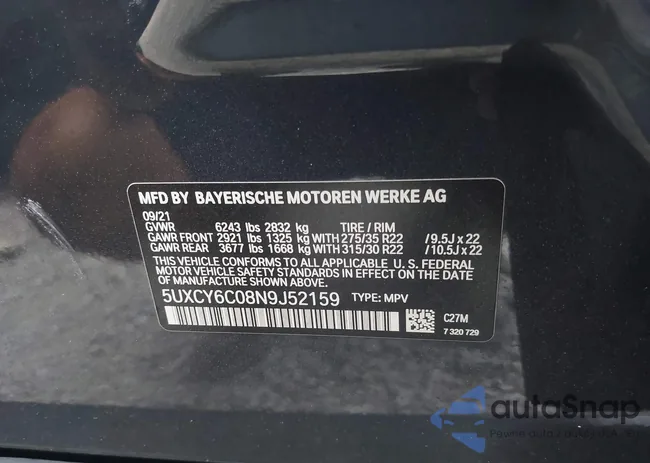 MFD BY BAYERISCHE MOTOREN WERKE AG
09/21
GVWR 6243 lbs 2832 kg TIRE / RIM
GAWR FRONT 2921 lbs 1325 kg WITH 275/35 R22 / 9.5J x 22
GAWR REAR 3677 lbs 1668 kg WITH 315/30 R22 / 10.5J x 22
THIS VEHICLE CONFORMS TO ALL APPLICABLE U. S. FEDERAL
MOTOR VEHICLE SAFETY STANDARDS IN EFFECT ON THE DATE
OF MANUFACTURE SHOWN ABOVE.
5UXCY6C08N9J52159 TYPE: MPV
C27M
7 320 729
autoSnap
Pewne auto z